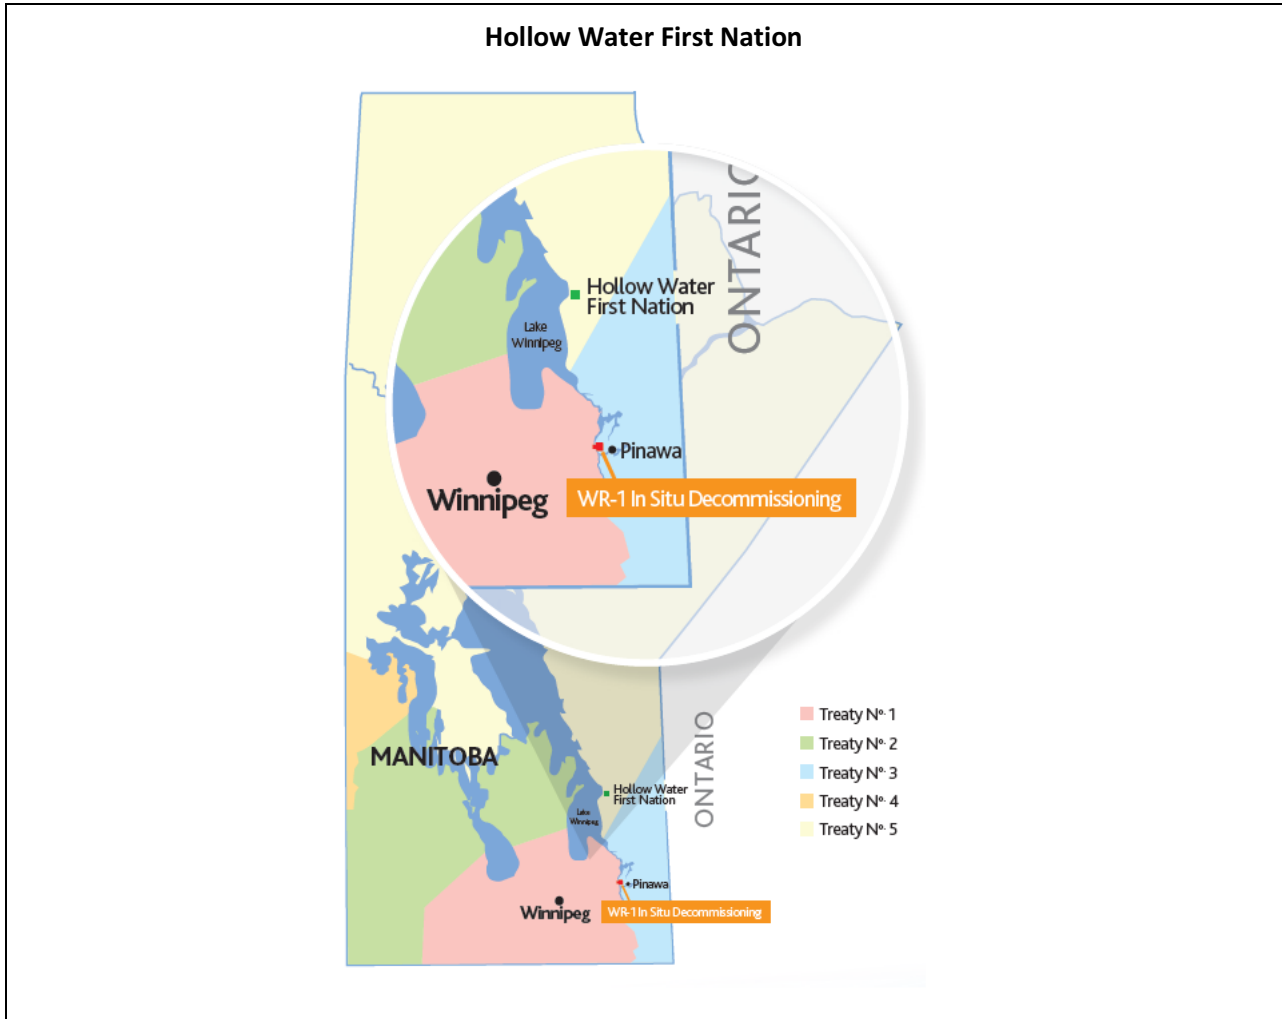 Hollow Water First Nation
ONTARIO
Hollow Water
First Nation
Lake
Winnipeg
Pinawa
Winnipeg
WR-1 In Situ Decommissioning
MANITOBA
ONTARIO
Hollow Water
First Nation
Lake
Winnipeg
Pinawa
Winnipeg
WR-1 In Situ Decommissioning
Treaty Nº· 1
Treaty Nº· 2
Treaty Nº· 3
Treaty Nº· 4
Treaty Nº· 5